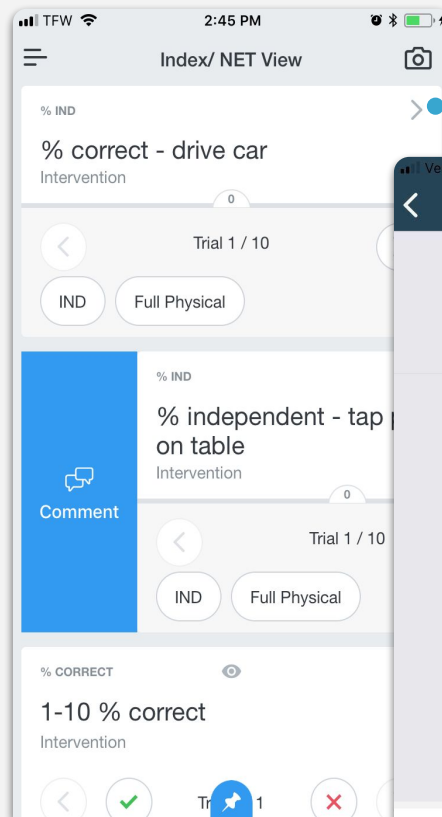 TFW 2:45 PM
Index/ NET View
% IND
% correct - drive car
Intervention
0
Trial 1 / 10
IND Full Physical
Comment
% IND
% independent - tap
on table
Intervention
0
Trial 1 / 10
IND Full Physical
% CORRECT
1-10 % correct
Intervention
1